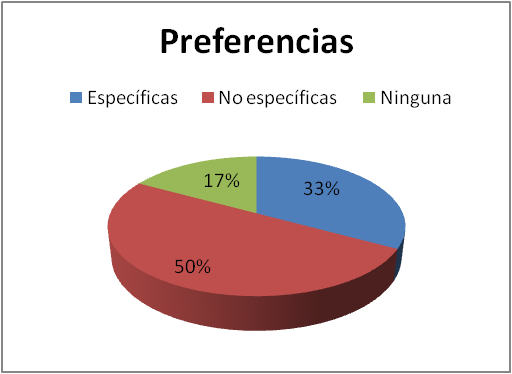 Preferencias
Específicas No específicas Ninguna
17% 33%
50%